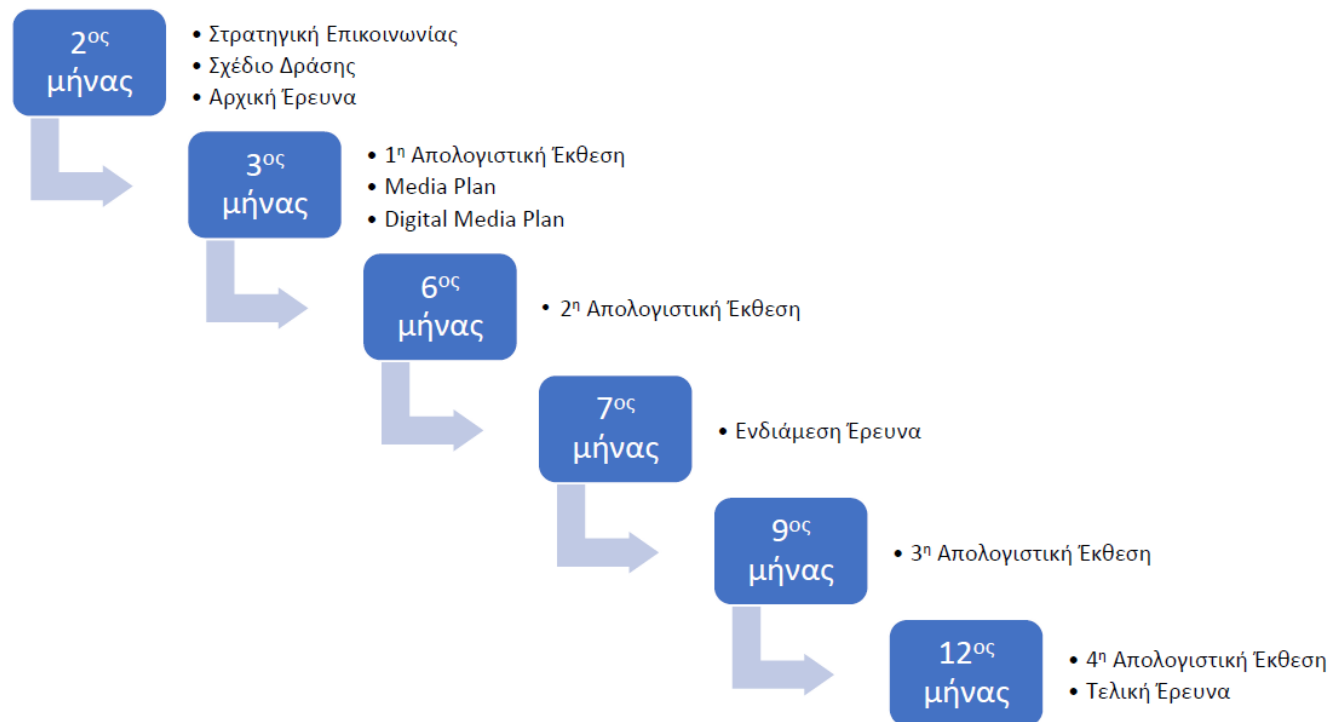 2ος
μήνας
• Στρατηγική Επικοινωνίας
• Σχέδιο Δράσης
• Αρχική Έρευνα
3ος
μήνας
• 1η Απολογιστική Έκθεση
• Media Plan
• Digital Media Plan
6ος
μήνας
• 2η Απολογιστική Έκθεση
7ος
μήνας
• Ενδιάμεση Έρευνα
9ος
μήνας
• 3η Απολογιστική Έκθεση
12ος
μήνας
• 4η Απολογιστική Έκθεση
• Τελική Έρευνα